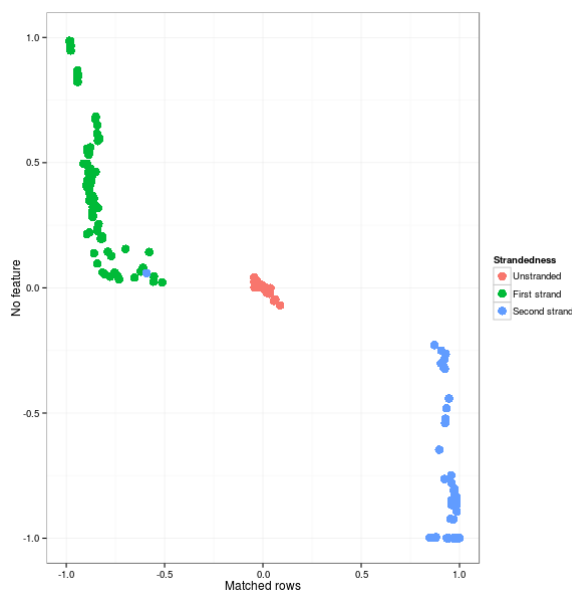 1.0
0.5
0.0
-0.5
-1.0
No feature
-1.0 -0.5 0.0 0.5 1.0
Matched rows
Strandedness
Unstranded
First strand
Second strand